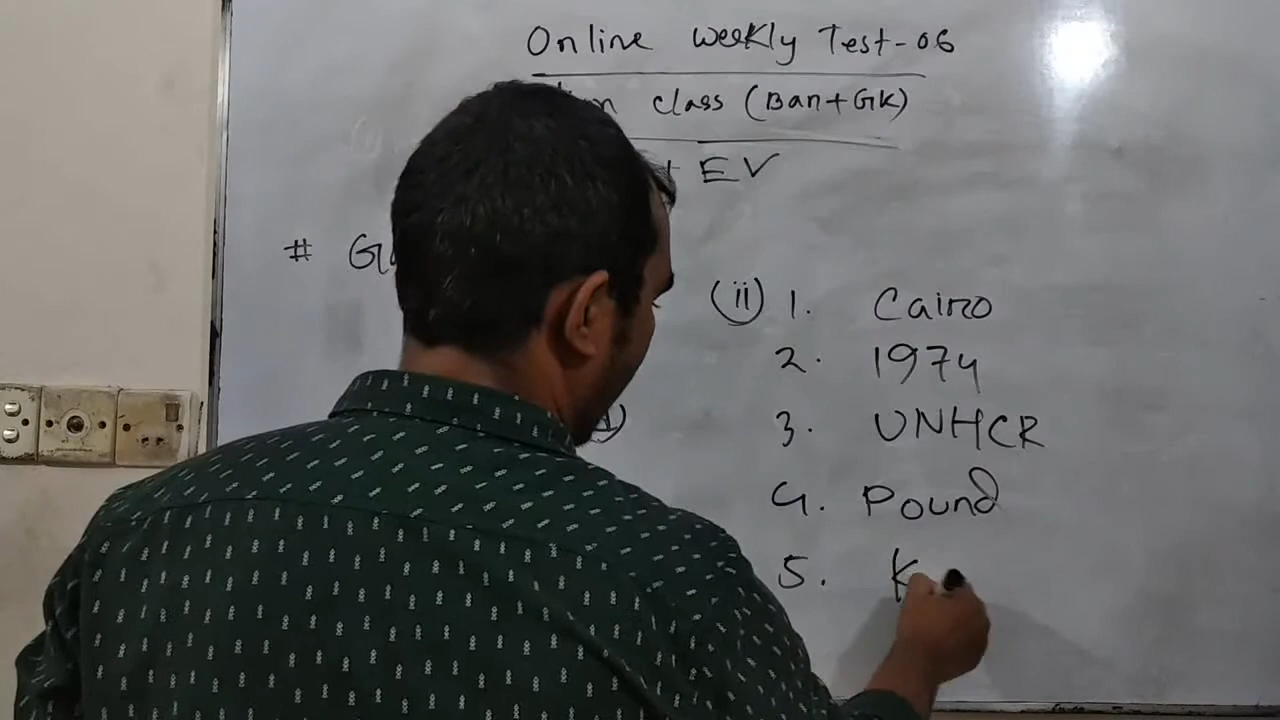 Online Weekly Test-06
class (Ban+GK)
+ EV
#
(ii) 1. Cairo
2. 1974
3. UNHCR
4. Pound
5. K